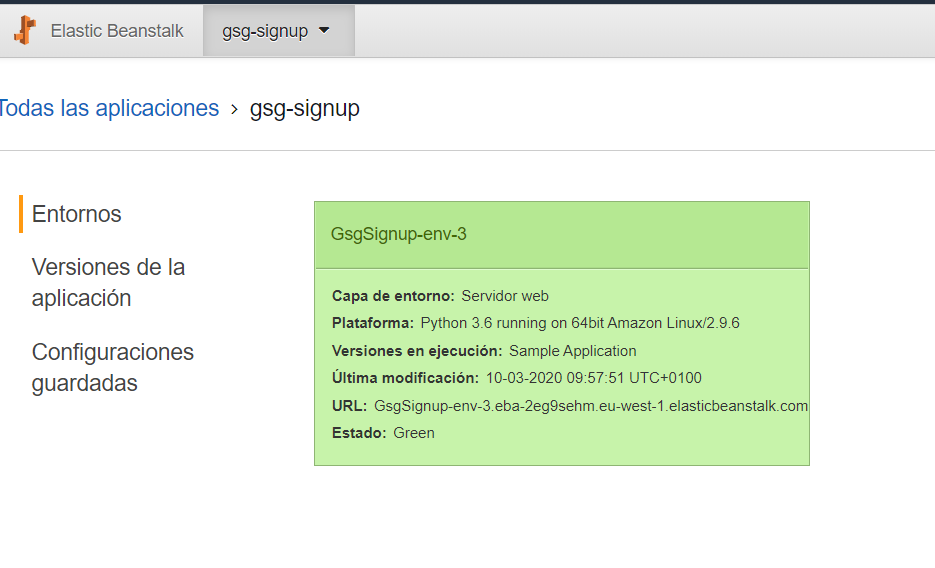 Elastic Beanstalk
gsg-signup
Todas las aplicaciones › gsg-signup
Entornos
Versiones de la
aplicación
Configuraciones
guardadas
GsgSignup-env-3
Capa de entorno: Servidor web
Plataforma: Python 3.6 running on 64bit Amazon Linux/2.9.6
Versiones en ejecución: Sample Application
Última modificación: 10-03-2020 09:57:51 UTC+0100
URL: GsgSignup-env-3.eba-2eg9sehm.eu-west-1.elasticbeanstalk.com
Estado: Green